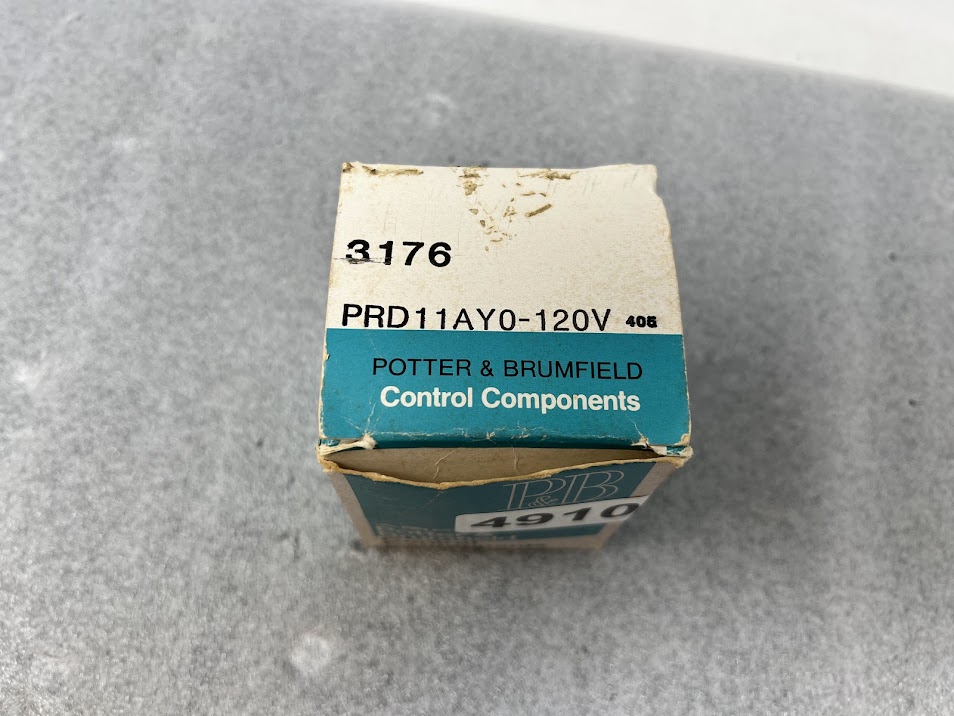 3176
PRD11AY0-120V 405
POTTER & BRUMFIELD
Control Components
P&B
4910